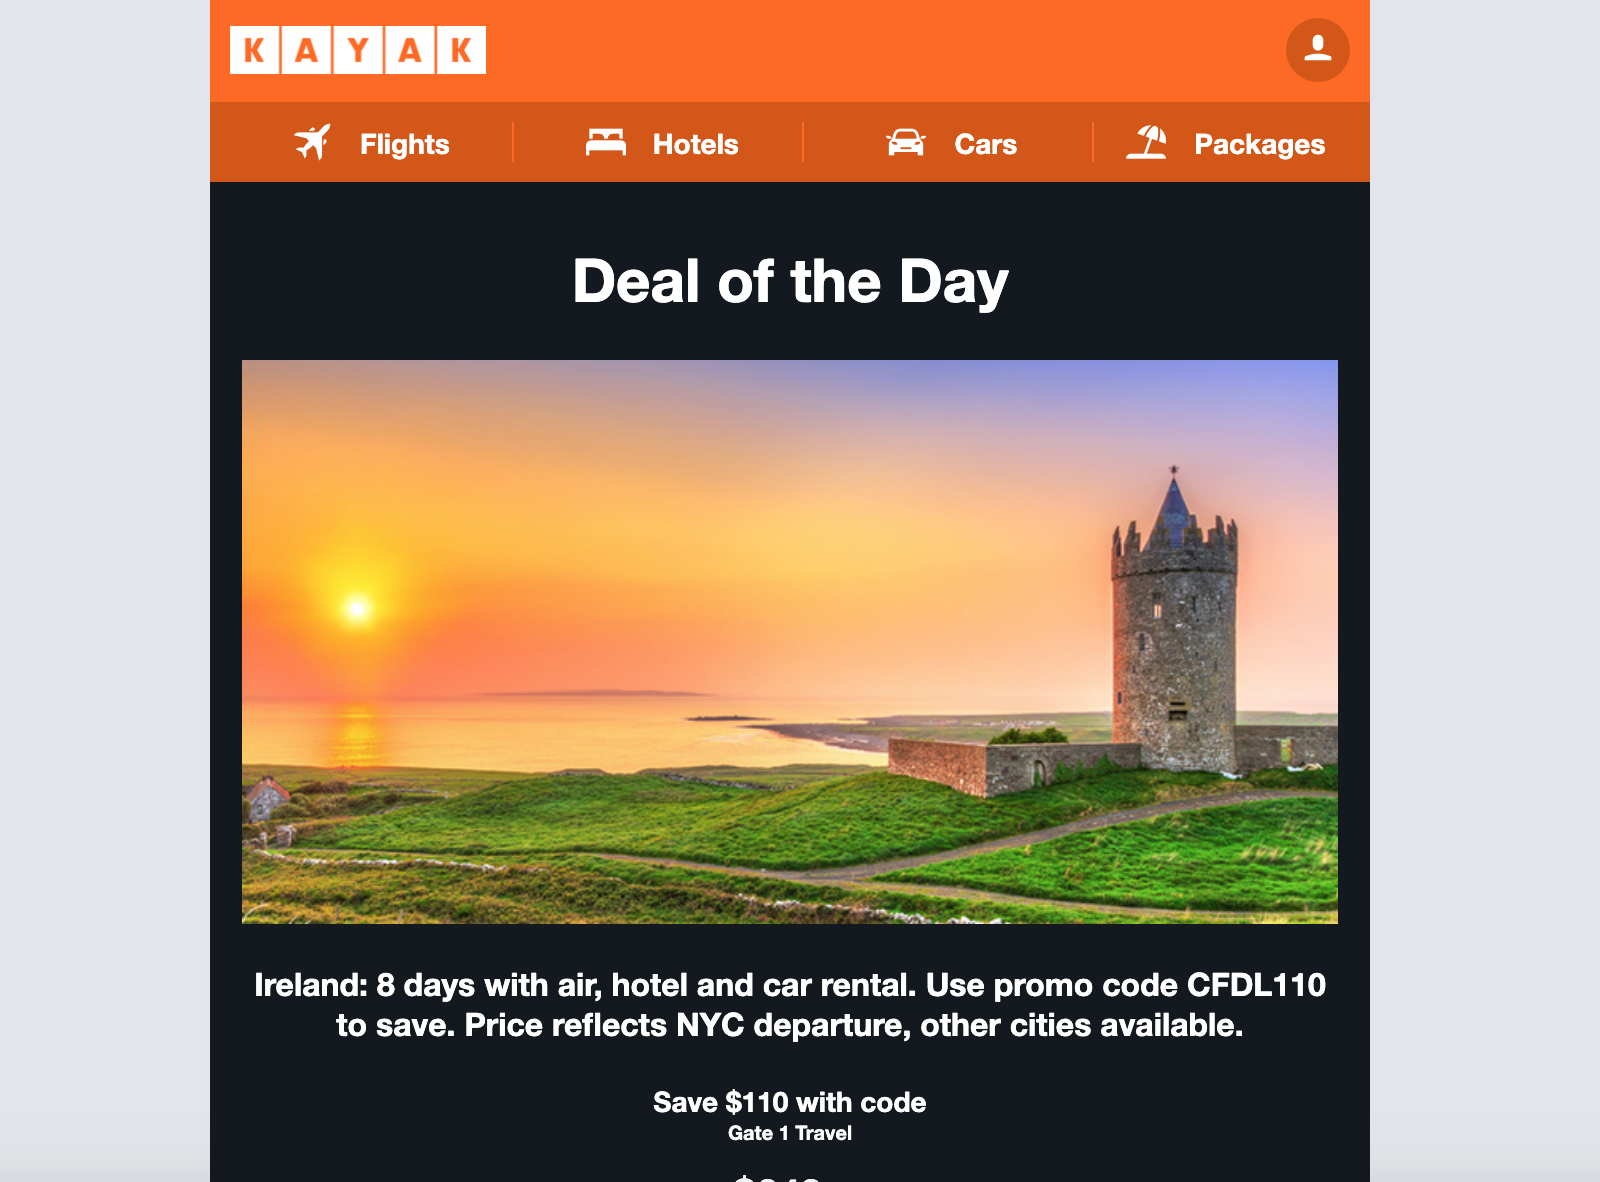 KAYAK
Flights
Hotels
Cars
Packages
Deal of the Day
Ireland: 8 days with air, hotel and car rental. Use promo code CFDL110
to save. Price reflects NYC departure, other cities available.
Save $110 with code
Gate 1 Travel